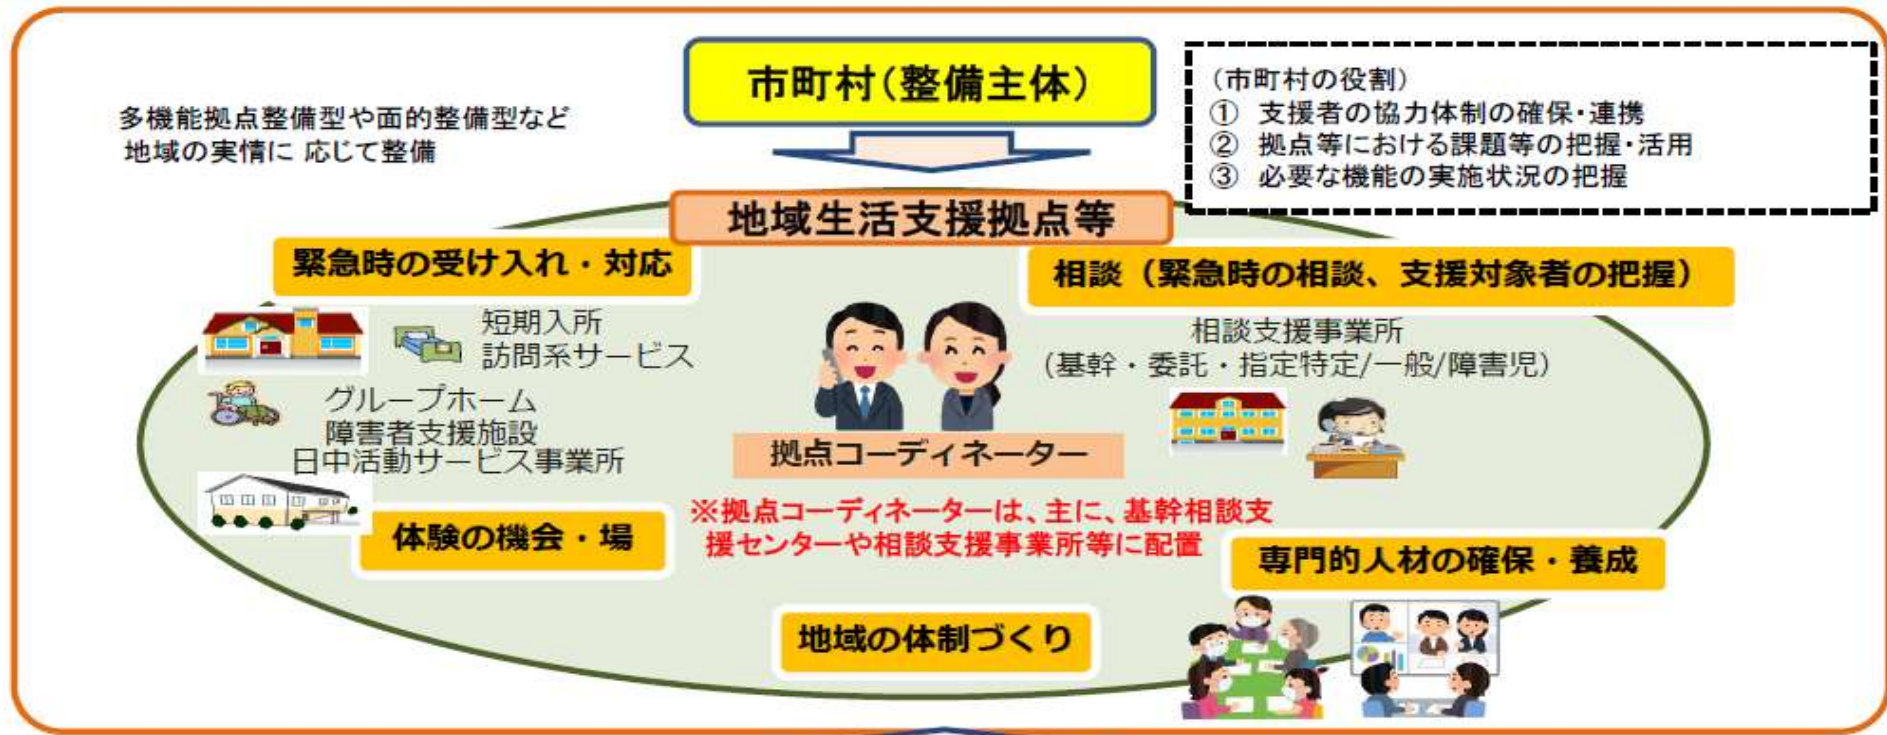 市町村（整備主体）
多機能拠点整備型や面的整備型など
地域の実情に 応じて整備
（市町村の役割）
① 支援者の協力体制の確保・連携
② 拠点等における課題等の把握・活用
③ 必要な機能の実施状況の把握
地域生活支援拠点等
緊急時の受け入れ・対応
短期入所
訪問系サービス
グループホーム
障害者支援施設
日中活動サービス事業所
体験の機会・場
相談（緊急時の相談、支援対象者の把握）
相談支援事業所
（基幹・委託・指定特定/一般/障害児）
拠点コーディネーター
※拠点コーディネーターは、主に、基幹相談支
援センターや相談支援事業所等に配置
専門的人材の確保・養成
地域の体制づくり